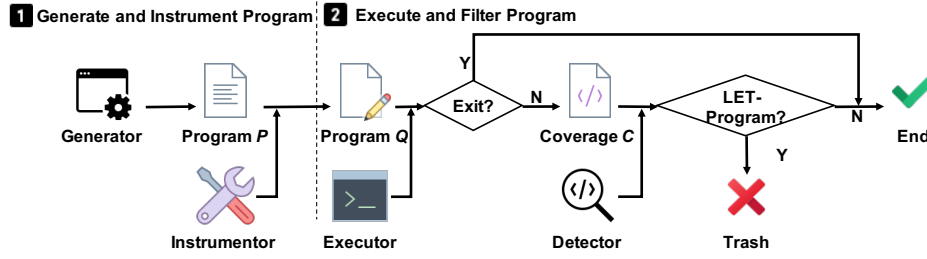 1 Generate and Instrument Program
2 Execute and Filter Program
Y
Exit?
N
</>
LET-
Program?
N
Y
Generator
Program P
Program Q
Coverage C
End
>_
</>
Instrumentor
Executor
Detector
Trash